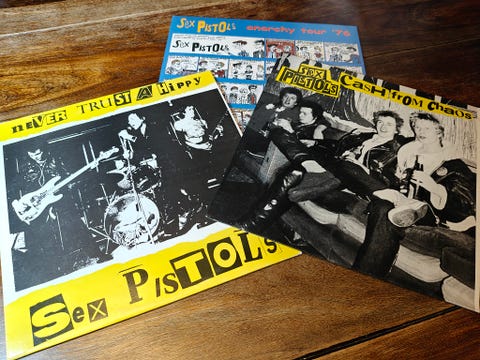 Sex PISTOLS anarchy tour '76
Sex PISTOLS
never TRUST A Hippy
Sex PISTOLS
Sex PISTOLS
Cash from Chaos